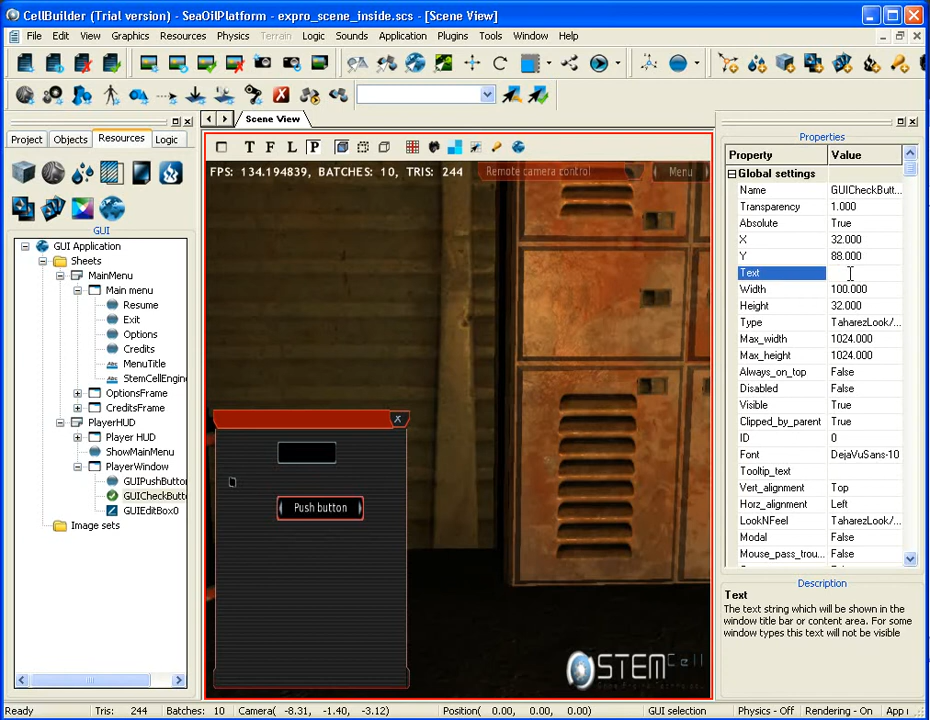 CellBuilder (Trial version) - SeaOilPlatform - expro_scene_inside.scs - [Scene View]
File Edit View Graphics Resources Physics Terrain Logic Sounds Application Plugins Tools Window Help
Scene View
Project Objects Resources Logic
T F L P
FPS: 134.194839, BATCHES: 10, TRIS: 244
Remote camera control
Menu
GUI
GUI Application
Sheets
MainMenu
Main menu
Resume
Exit
Options
Credits
MenuTitle
StemCellEngin
OptionsFrame
CreditsFrame
PlayerHUD
Player HUD
ShowMainMenu
PlayerWindow
GUIPushButto
GUICheckButt
GUIEditBox0
Image sets
X
Push button
STEMCell
Properties
Property Value
Global settings
Name GUICheckButt...
Transparency 1.000
Absolute True
X 32.000
Y 88.000
Text
Width 100.000
Height 32.000
Type TaharezLook/...
Max_width 1024.000
Max_height 1024.000
Always_on_top False
Disabled False
Visible True
Clipped_by_parent True
ID 0
Font DejaVuSans-10
Tooltip_text
Vert_alignment Top
Horz_alignment Left
LookNFeel TaharezLook/...
Modal False
Mouse_pass_trou... False
Description
Text
The text string which will be shown in the
window title bar or content area. For some
window types this text will not be visible
Ready Tris: 244 Batches: 10 Camera( -8.31, -1.40, -3.12) Position( 0.00, 0.00, 0.00) GUI selection Physics - Off Rendering - On App r